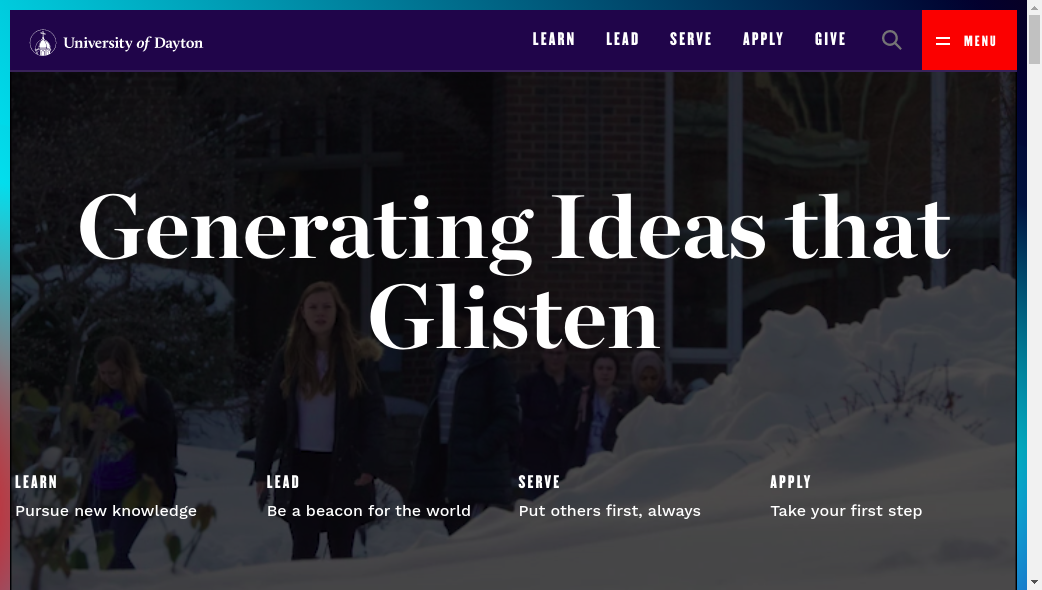 University of Dayton
LEARN
LEAD
SERVE
APPLY
GIVE
MENU
Generating Ideas that
Glisten
LEARN
Pursue new knowledge
LEAD
Be a beacon for the world
SERVE
Put others first, always
APPLY
Take your first step